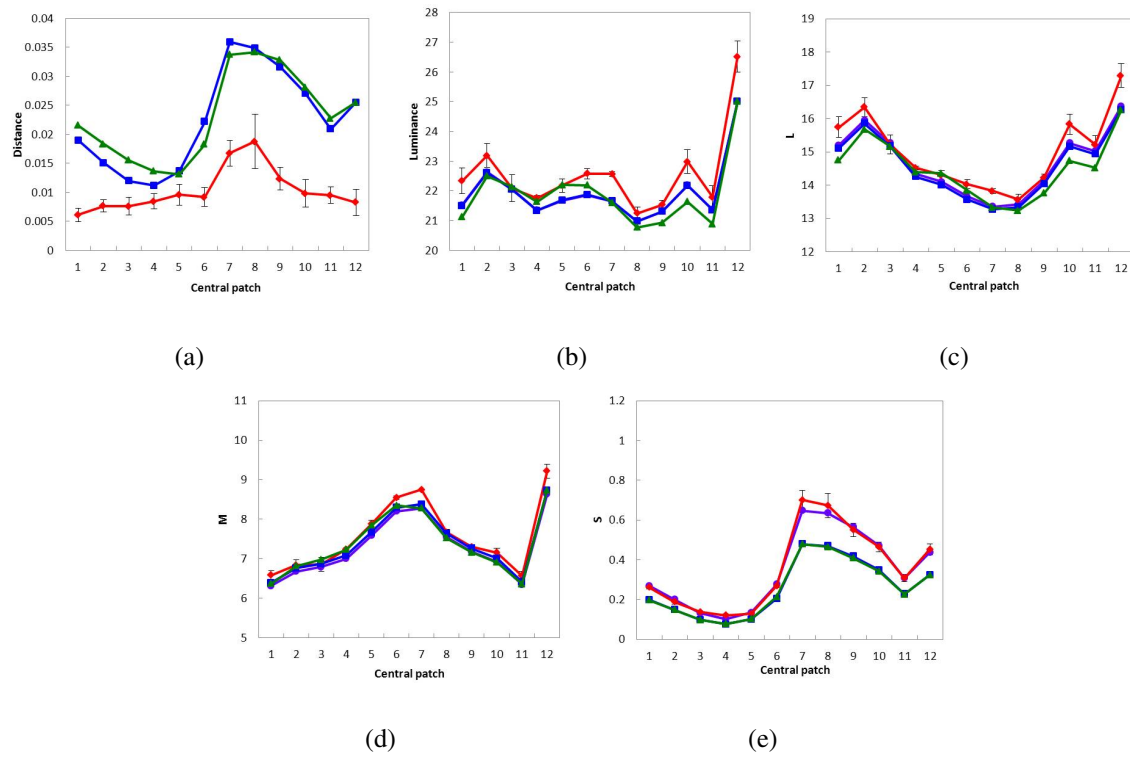 0.04
0.035
0.03
0.025
0.02
0.015
0.01
0.005
0
Distance
1 2 3 4 5 6 7 8 9 10 11 12
Central patch
(a)
28
27
26
25
24
23
22
21
20
Luminance
1 2 3 4 5 6 7 8 9 10 11 12
Central patch
(b)
18
17
16
15
14
13
12
L
1 2 3 4 5 6 7 8 9 10 11 12
Central patch
(c)
11
10
9
8
7
6
5
M
1 2 3 4 5 6 7 8 9 10 11 12
Central patch
(d)
1.2
1
0.8
0.6
0.4
0.2
0
S
1 2 3 4 5 6 7 8 9 10 11 12
Central patch
(e)